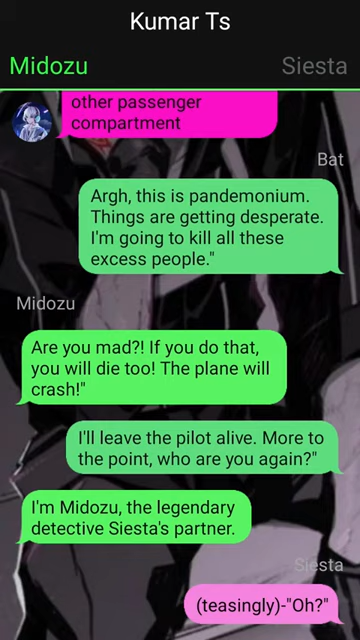 Kumar Ts
Midozu
Siesta
other passenger
compartment
Bat
Argh, this is pandemonium.
Things are getting desperate.
I'm going to kill all these
excess people."
Midozu
Are you mad?! If you do that,
you will die too! The plane will
crash!"
I'll leave the pilot alive. More to
the point, who are you again?"
I'm Midozu, the legendary
detective Siesta's partner.
Siesta
(teasingly)-"Oh?"